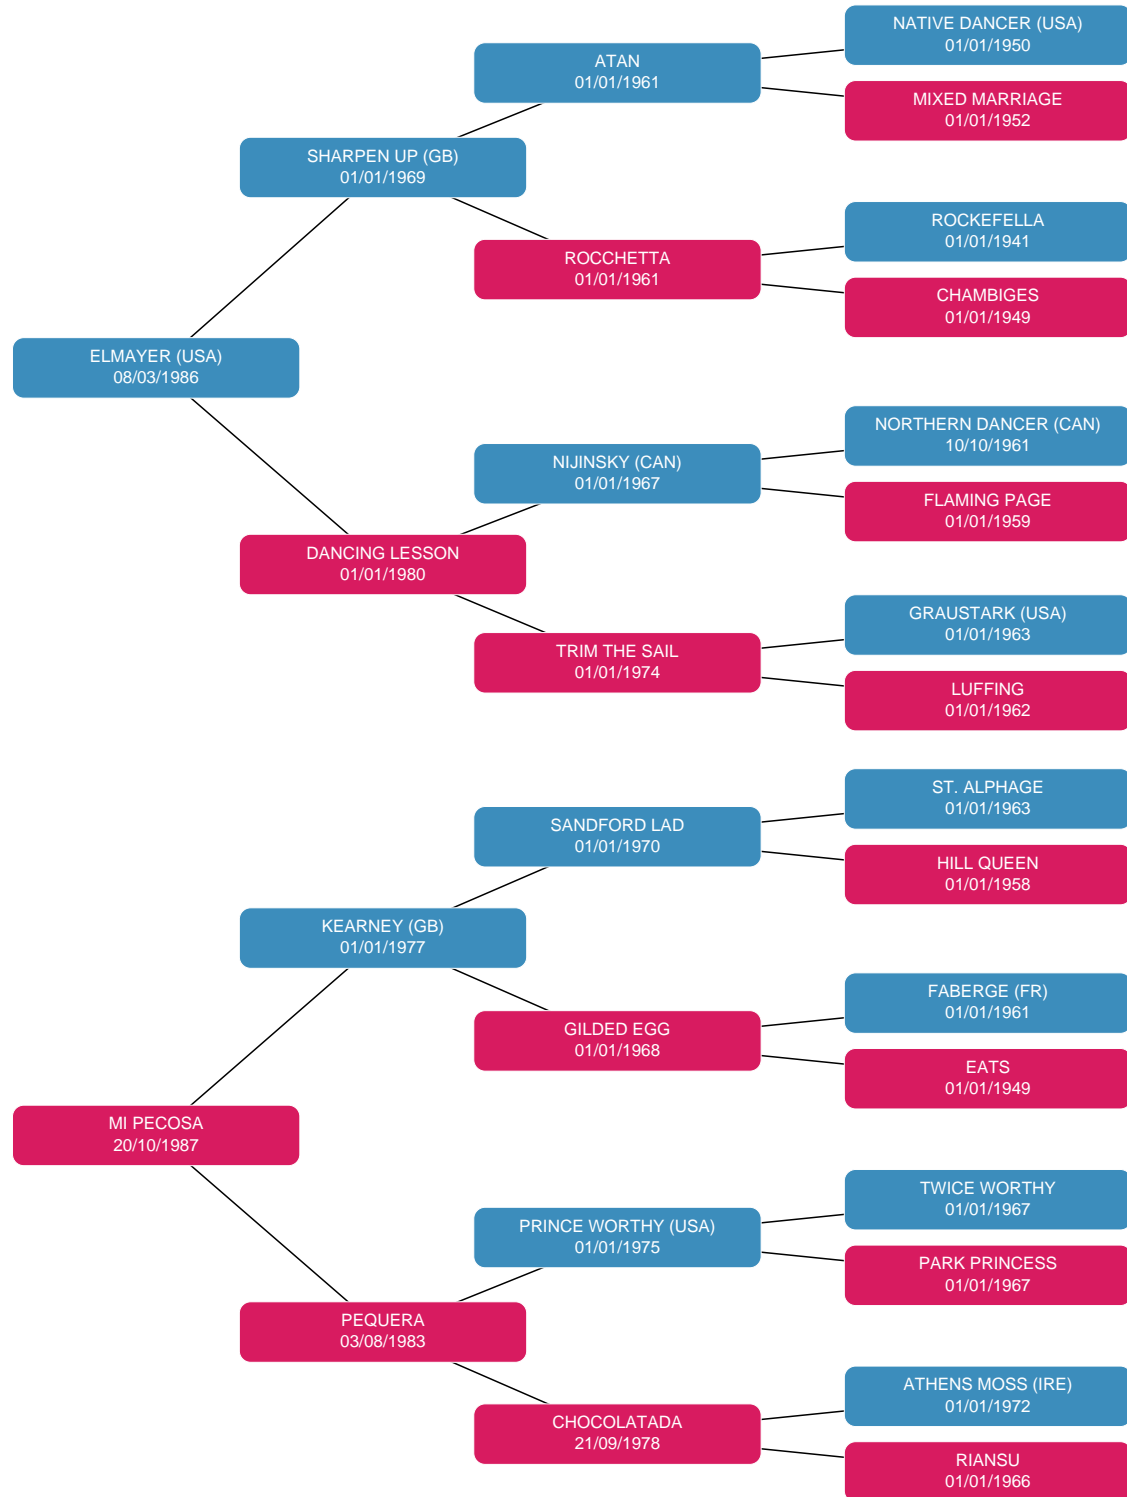 NATIVE DANCER (USA)
01/01/1950
ATAN
01/01/1961
MIXED MARRIAGE
01/01/1952
SHARPEN UP (GB)
01/01/1969
ROCKEFELLA
01/01/1941
ROCCHETTA
01/01/1961
CHAMBIGES
01/01/1949
ELMAYER (USA)
08/03/1986
NORTHERN DANCER (CAN)
10/10/1961
NIJINSKY (CAN)
01/01/1967
FLAMING PAGE
01/01/1959
DANCING LESSON
01/01/1980
GRAUSTARK (USA)
01/01/1963
TRIM THE SAIL
01/01/1974
LUFFING
01/01/1962
ST. ALPHAGE
01/01/1963
SANDFORD LAD
01/01/1970
HILL QUEEN
01/01/1958
KEARNEY (GB)
01/01/1977
FABERGE (FR)
01/01/1961
GILDED EGG
01/01/1968
EATS
01/01/1949
MI PECOSA
20/10/1987
TWICE WORTHY
01/01/1967
PRINCE WORTHY (USA)
01/01/1975
PARK PRINCESS
01/01/1967
PEQUERA
03/08/1983
ATHENS MOSS (IRE)
01/01/1972
CHOCOLATADA
21/09/1978
RIANSU
01/01/1966